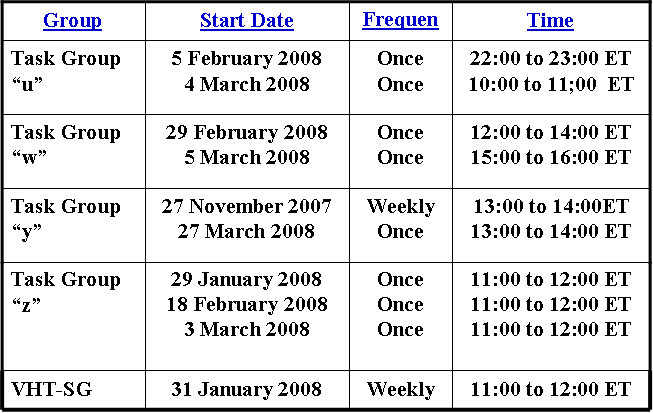 Group Start Date Frequen Time
Task Group 5 February 2008 Once 22:00 to 23:00 ET
“u” 4 March 2008 Once 10:00 to 11;00 ET
Task Group 29 February 2008 Once 12:00 to 14:00 ET
“w” 5 March 2008 Once 15:00 to 16:00 ET
Task Group 27 November 2007 Weekly 13:00 to 14:00ET
“y” 27 March 2008 Once 13:00 to 14:00 ET
Task Group 29 January 2008 Once 11:00 to 12:00 ET
“z” 18 February 2008 Once 11:00 to 12:00 ET
3 March 2008 Once 11:00 to 12:00 ET
VHT-SG 31 January 2008 Weekly 11:00 to 12:00 ET